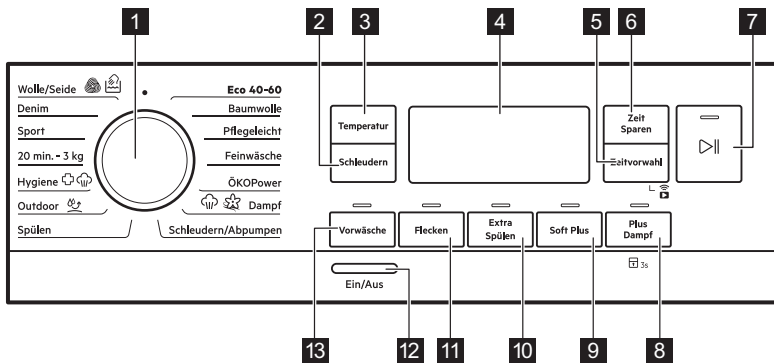 1
2
3
4
5
6
7
Wolle/Seide
Denim
Sport
20 min. - 3 kg
Hygiene
Outdoor
Spülen
Eco 40-60
Baumwolle
Pflegeleicht
Feinwäsche
ÖKOPower
Dampf
Schleudern/Abpumpen
Temperatur
Schleudern
Zeit
Sparen
Zeitvorwahl
Vorwäsche
Flecken
Extra
Spülen
Soft Plus
Plus
Dampf
3s
Ein/Aus
13
12
11
10
9
8